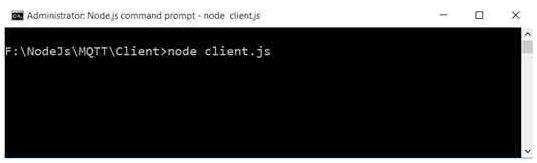 Administrator: Node.js command prompt - node  client.js
F:\NodeJs\MQTT\Client>node client.js